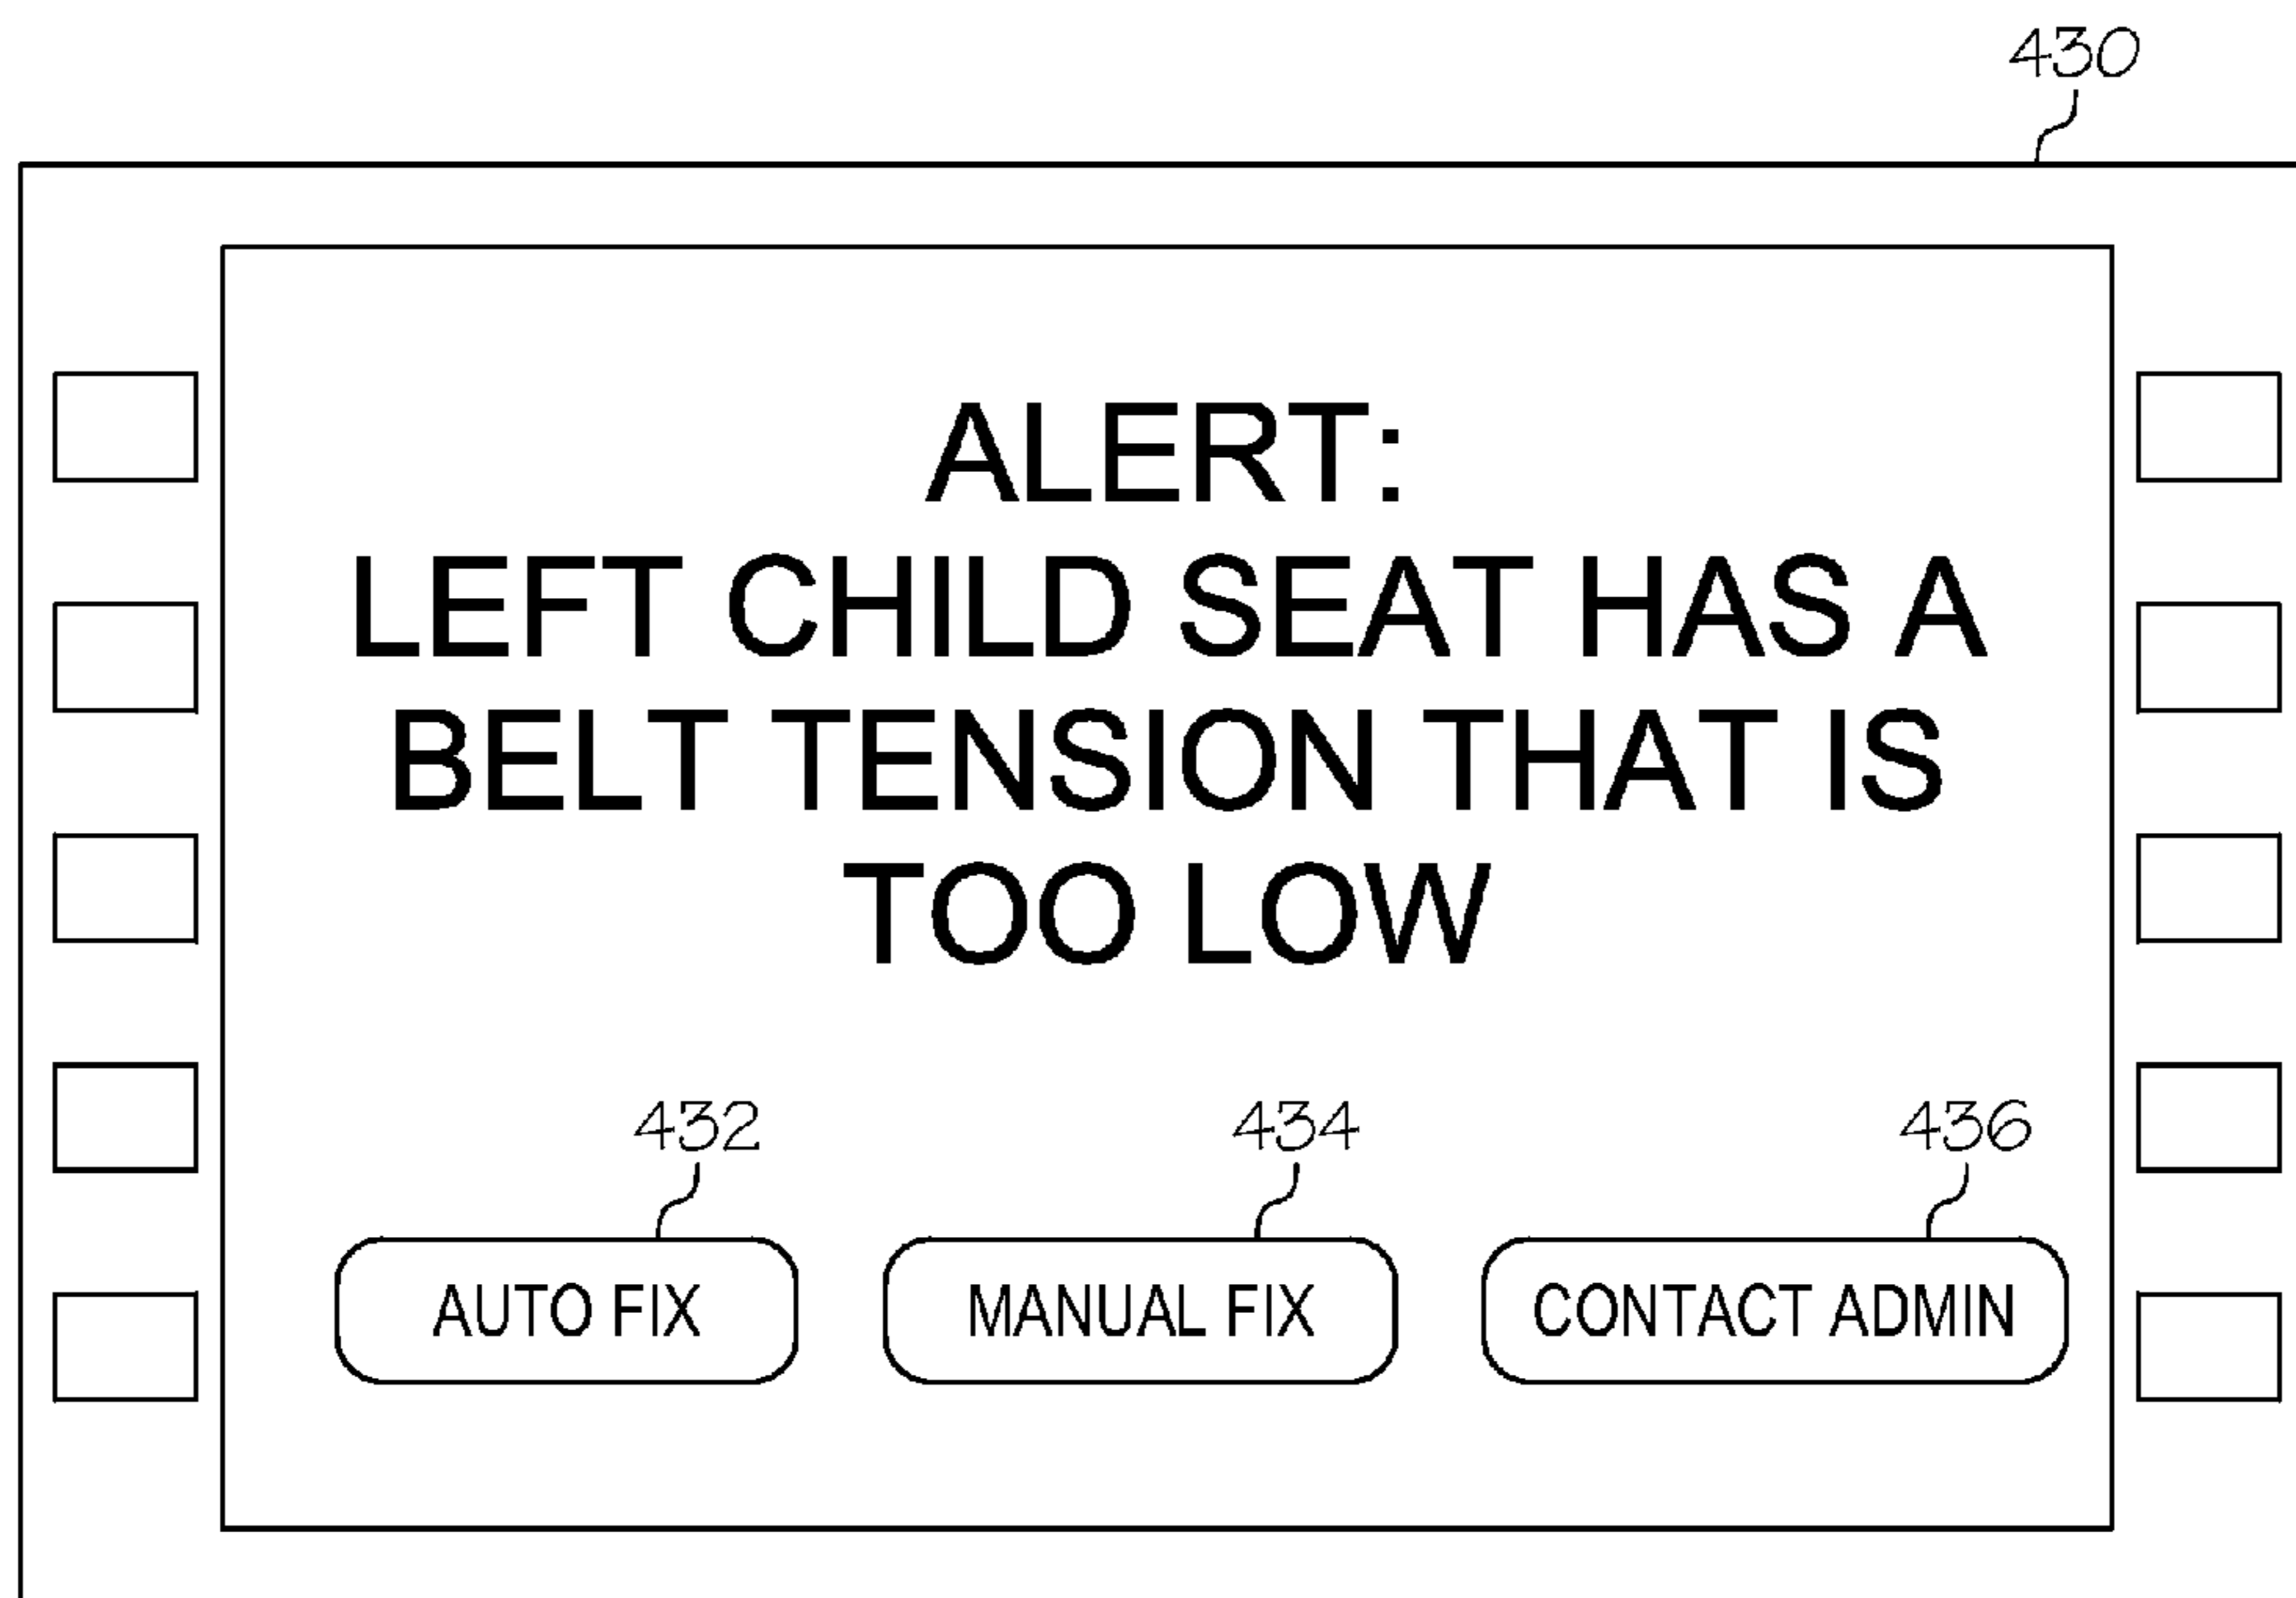 430
ALERT:
LEFT CHILD SEAT HAS A
BELT TENSION THAT IS
TOO LOW
432 434 436
AUTO FIX MANUAL FIX CONTACT ADMIN